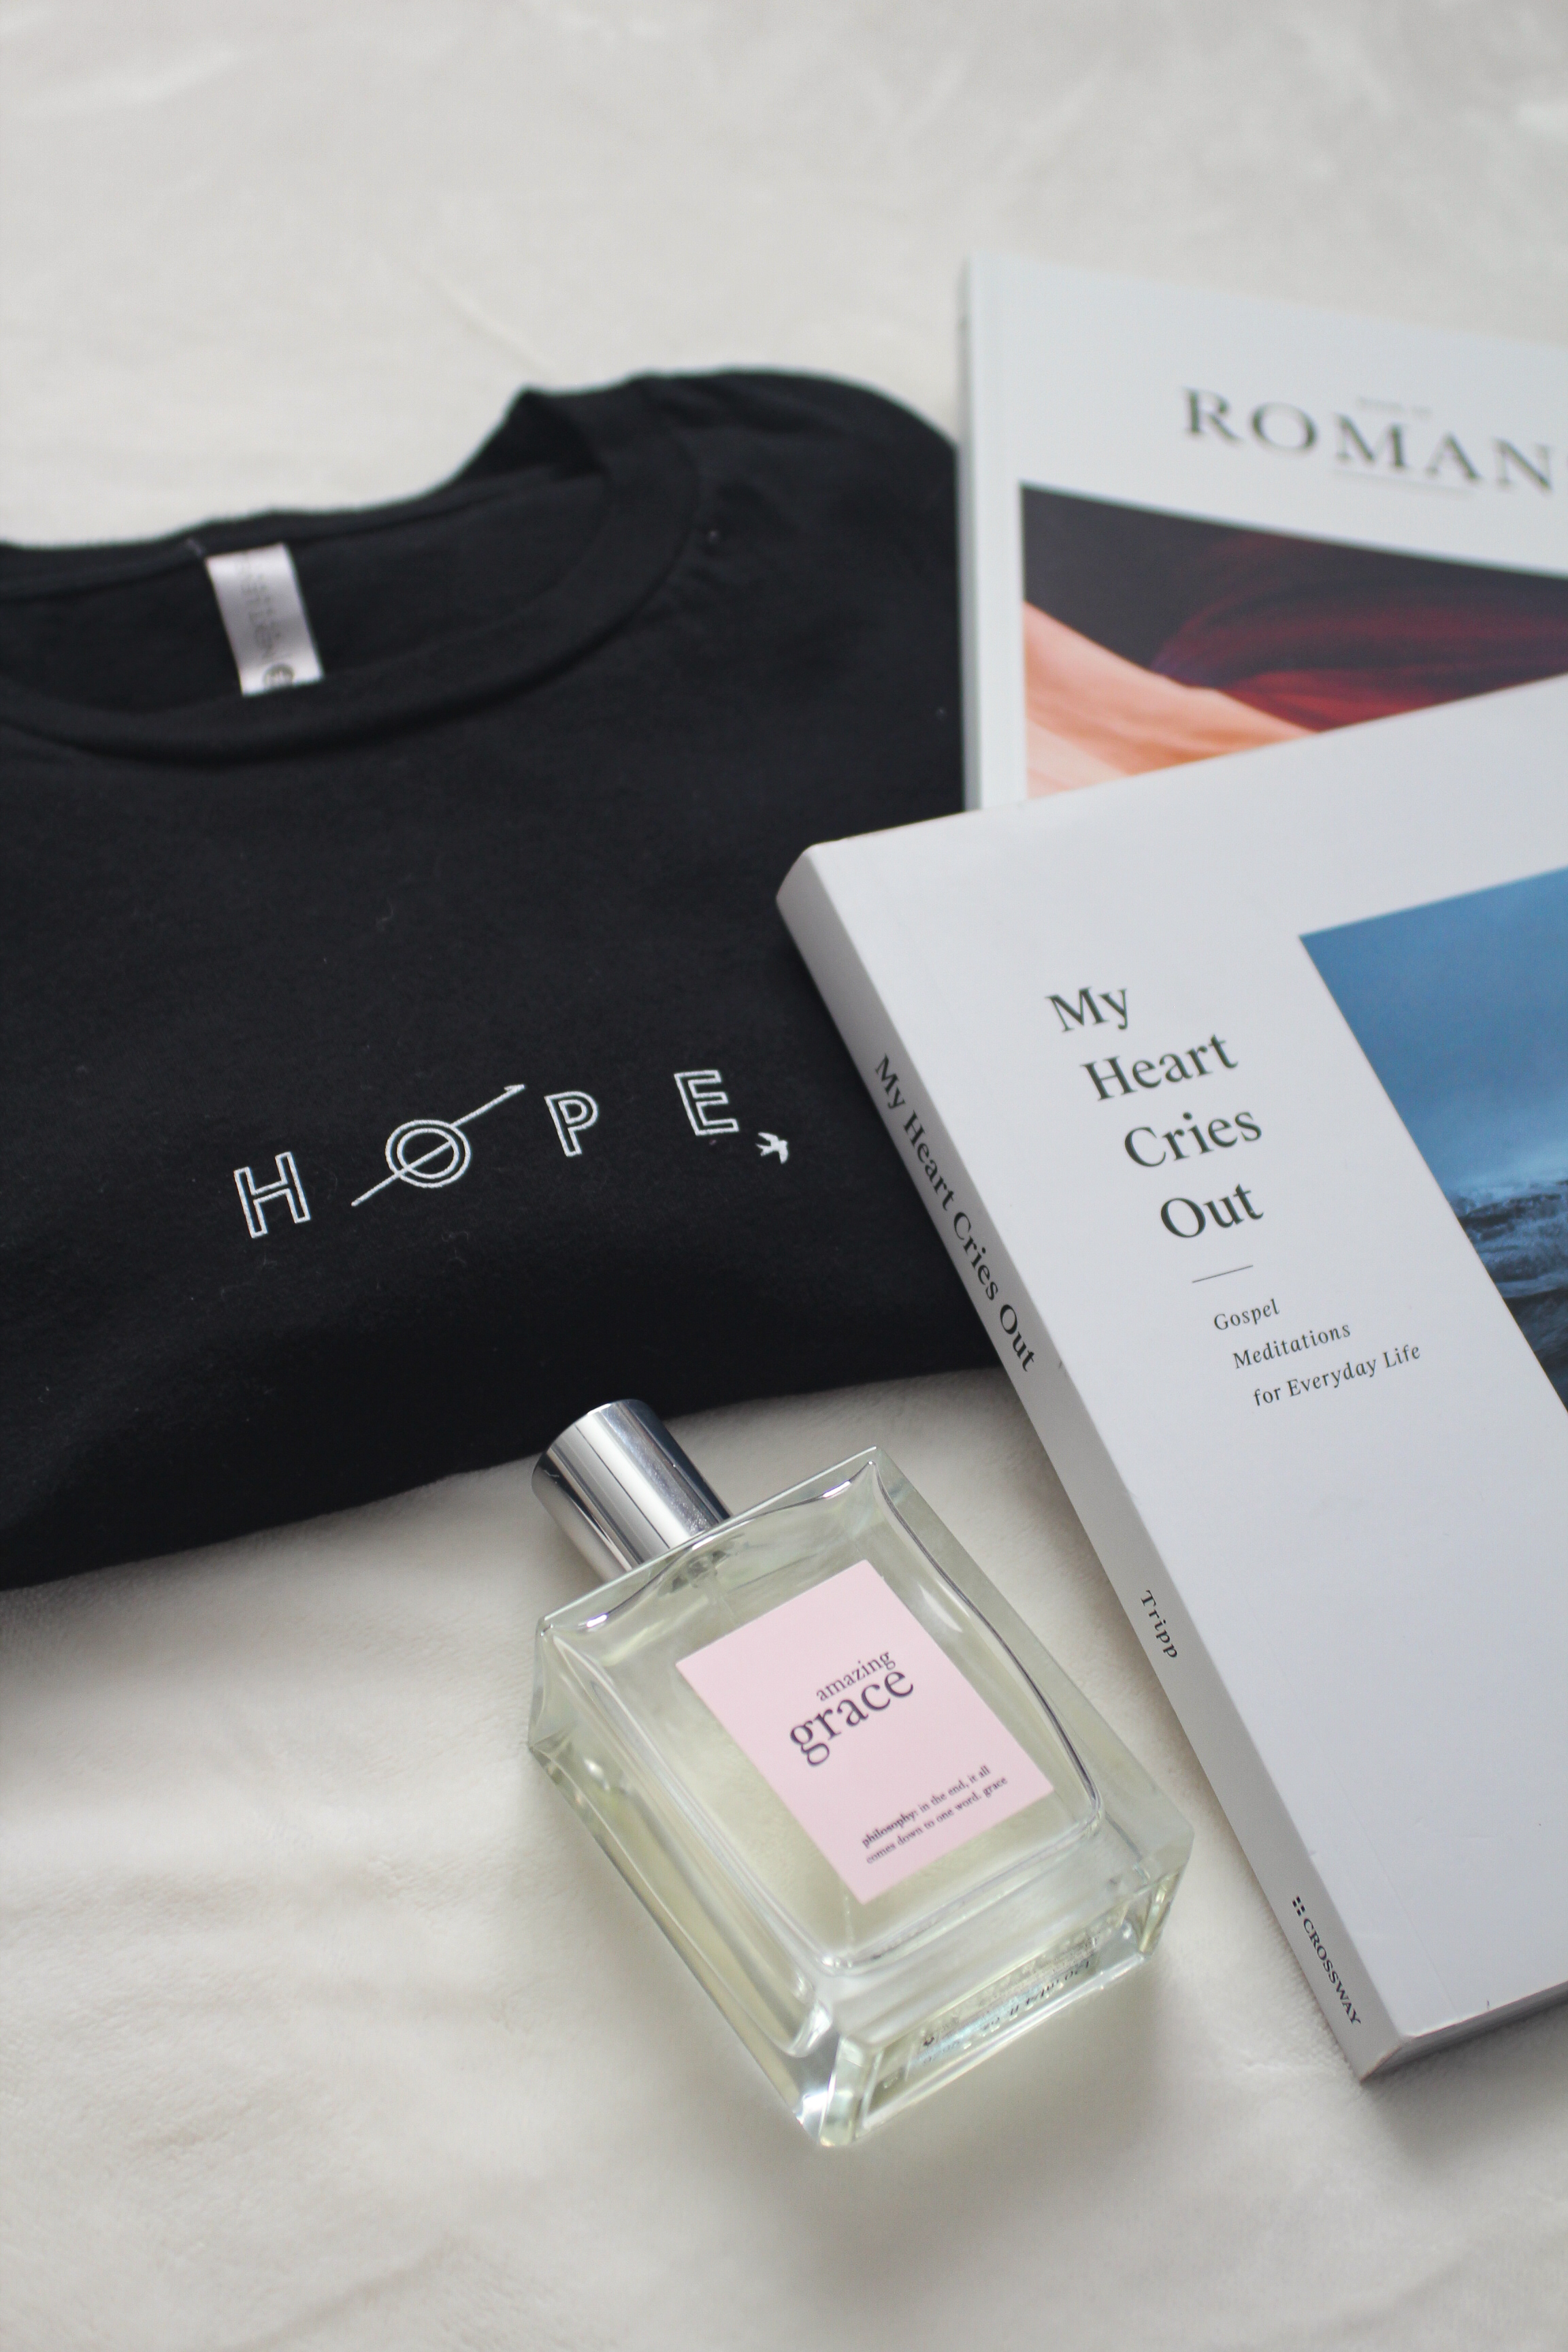 ROMANS
HOPE
My
Heart
Cries
Out
Gospel
Meditations
for Everyday Life
My Heart Cries Out
Tripp
CROSSWAY
amazing
grace
philosophy: in the end, it all
comes down to one word. grace